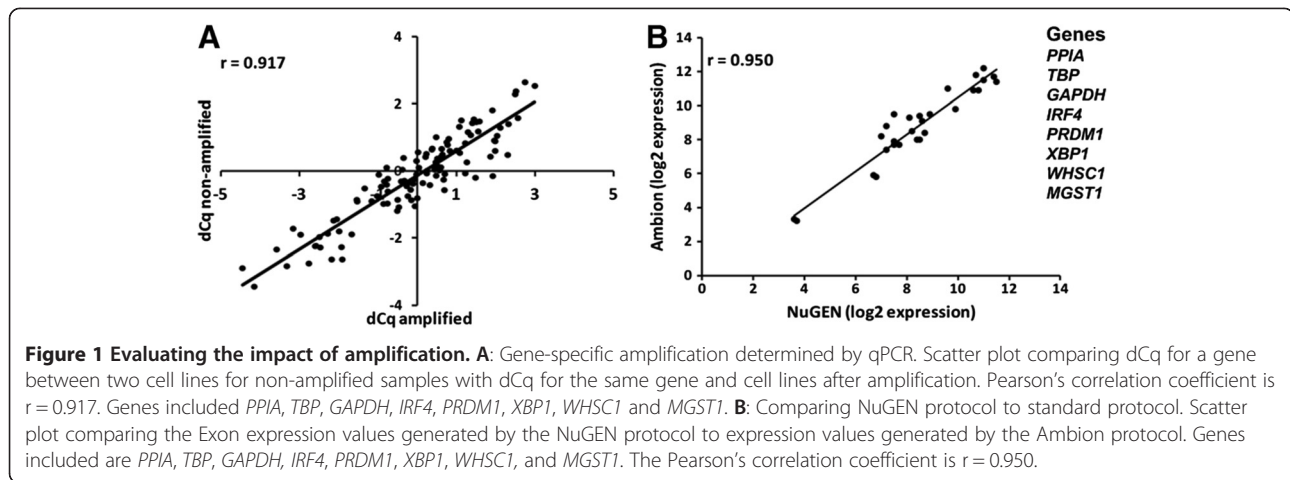 A
r = 0.917
4
2
0
-2
-4
-5
-3
-1
1
3
dCq non-amplified
dCq amplified
B
r = 0.950
14
12
10
8
6
4
2
0
0
2
4
6
8
10
12
14
Ambion (log2 expression)
NuGEN (log2 expression)
Genes
PPIA
TBP
GAPDH
IRF4
PRDM1
XBP1
WHSC1
MGST1
Figure 1 Evaluating the impact of amplification. A: Gene-specific amplification determined by qPCR. Scatter plot comparing dCq for a gene
between two cell lines for non-amplified samples with dCq for the same gene and cell lines after amplification. Pearson's correlation coefficient is
r = 0.917. Genes included PPIA, TBP, GAPDH, IRF4, PRDM1, XBP1, WHSC1 and MGST1. B: Comparing NuGEN protocol to standard protocol. Scatter
plot comparing the Exon expression values generated by the NuGEN protocol to expression values generated by the Ambion protocol. Genes
included are PPIA, TBP, GAPDH, IRF4, PRDM1, XBP1, WHSC1, and MGST1. The Pearson's correlation coefficient is r = 0.950.